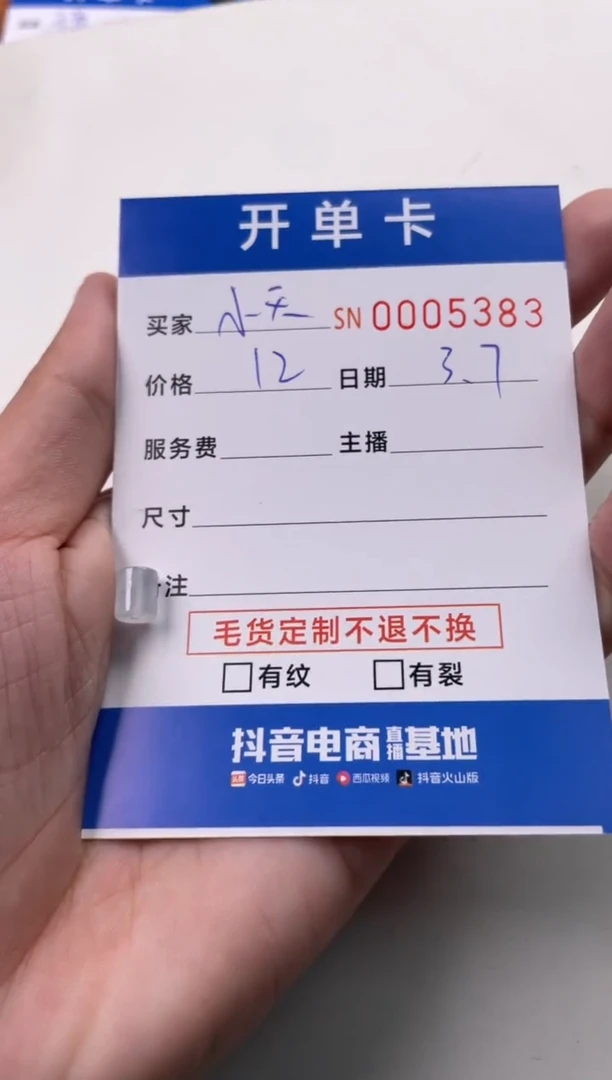 开单卡
买家 小天 SN 0005383
价格 12 日期 3.7
服务费 主播
尺寸
注
毛货定制不退不换
有纹 有裂
抖音电商直播基地
今日头条 抖音 西瓜视频 抖音火山版